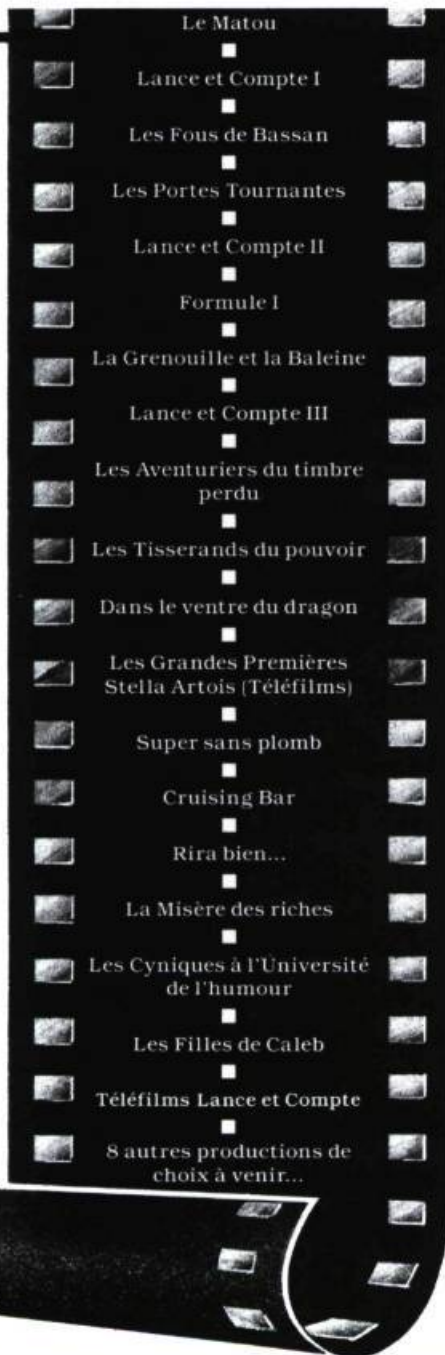 Le Matou
Lance et Compte I
Les Fous de Bassan
Les Portes Tournantes
Lance et Compte II
Formule I
La Grenouille et la Baleine
Lance et Compte III
Les Aventuriers du timbre
perdu
Les Tisserands du pouvoir
Dans le ventre du dragon
Les Grandes Premières
Stella Artois (Téléfilms)
Super sans plomb
Cruising Bar
Rira bien...
La Misère des riches
Les Cyniques à l'Université
de l'humour
Les Filles de Caleb
Téléfilms Lance et Compte
8 autres productions de
choix à venir...